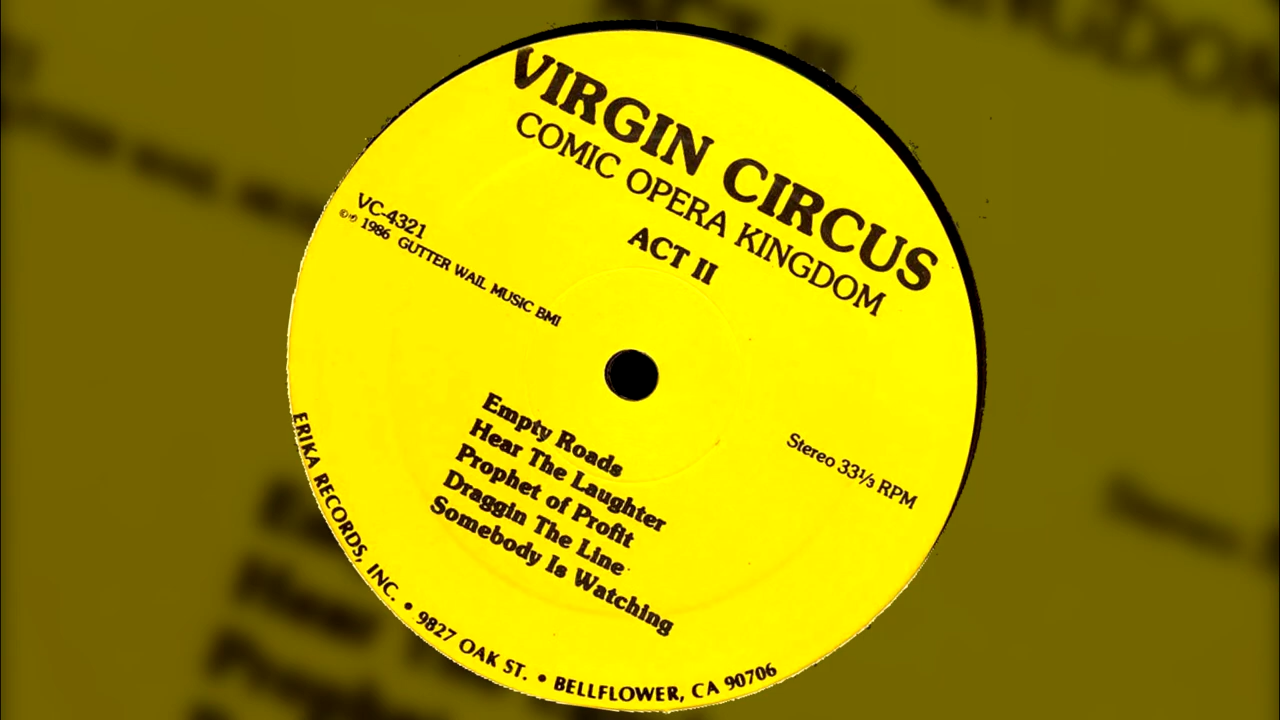 VIRGIN CIRCUS
COMIC OPERA KINGDOM
ACT II
VC-4321
©℗ 1986 GUTTER WAIL MUSIC BMI
Stereo 33⅓ RPM
Empty Roads
Hear The Laughter
Prophet of Profit
Draggin The Line
Somebody Is Watching
ERIKA RECORDS, INC. • 9827 OAK ST. • BELLFLOWER, CA 90706